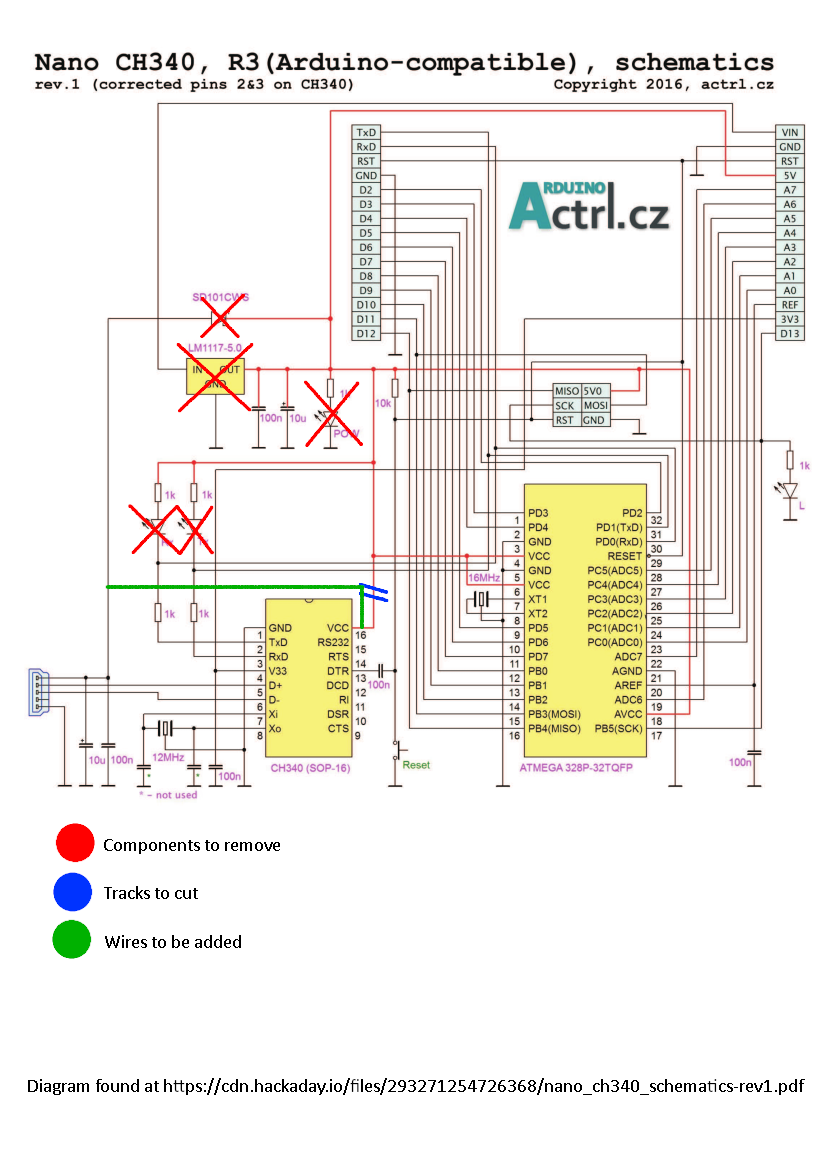 Nano CH340, R3(Arduino-compatible), schematics
rev.1 (corrected pins 2&3 on CH340)
Copyright 2016, actrl.cz
TxD
RxD
RST
GND
D2
D3
D4
D5
D6
D7
D8
D9
D10
D11
D12
ARDUINO
Actrl.cz
VIN
GND
RST
5V
A7
A6
A5
A4
A3
A2
A1
A0
REF
3V3
D13
SD101CWS
LM1117-5.0
IN OUT
GND
100n
10u
1k
POW
10k
MISO 5V0
SCK MOSI
RST GND
1k
L
1k
1k
1k
1k
16MHz
PD3 PD2
1 PD4 PD1(TxD) 32
2 GND PD0(RxD) 31
3 VCC RESET 30
4 GND PC5(ADC5) 29
5 VCC PC4(ADC4) 28
6 XT1 PC3(ADC3) 27
7 XT2 PC2(ADC2) 26
8 PD5 PC1(ADC1) 25
9 PD6 PC0(ADC0) 24
10 PD7 ADC7 23
11 PB0 AGND 22
12 PB1 AREF 21
13 PB2 ADC6 20
14 PB3(MOSI) AVCC 19
15 PB4(MISO) PB5(SCK) 18
16 17
ATMEGA 328P-32TQFP
GND VCC
1 TxD RS232 16
2 RxD RTS 15
3 V33 DTR 14
4 D+ DCD 13
5 D- RI 12
6 Xi DSR 11
7 Xo CTS 10
8 9
CH340 (SOP-16)
100n
10u
100n
12MHz
*
*
100n
* - not used
Reset
100n
Components to remove
Tracks to cut
Wires to be added
Diagram found at https://cdn.hackaday.io/files/293271254726368/nano_ch340_schematics-rev1.pdf